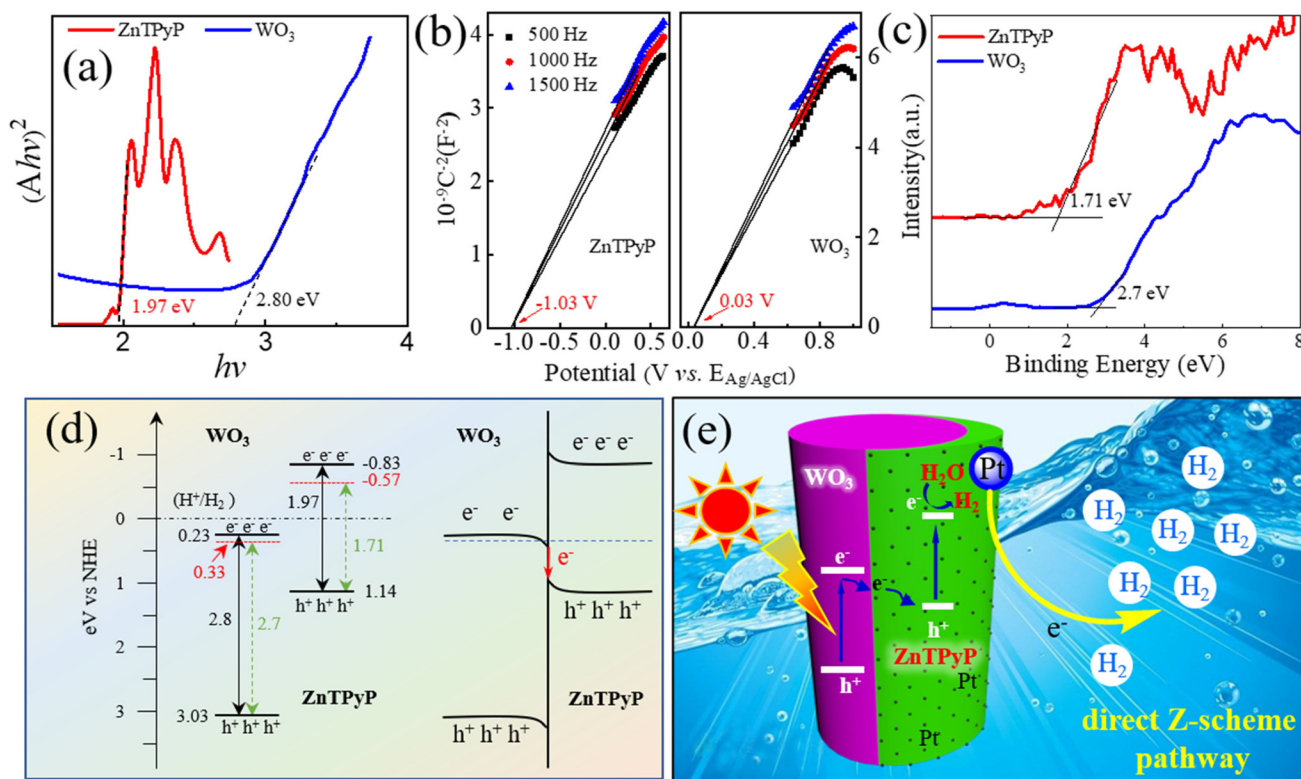 (a)
ZnTPyP
WO₃
(Ahν)²
1.97 eV
2.80 eV
2
3
4
hν
(b)
500 Hz
1000 Hz
1500 Hz
10⁻⁹C⁻²(F⁻²)
4
3
2
1
0
ZnTPyP
-1.03 V
-1.0
-0.5
0.0
0.5
WO₃
0.03 V
6
4
2
0
0.0
0.4
0.8
Potential (V vs. E_Ag/AgCl)
(c)
ZnTPyP
WO₃
Intensity(a.u.)
1.71 eV
2.7 eV
0
2
4
6
8
Binding Energy (eV)
(d)
eV vs NHE
-1
0
1
2
3
WO₃
(H⁺/H₂)
e⁻ e⁻ e⁻
0.23
0.33
2.8
2.7
3.03
h⁺ h⁺ h⁺
e⁻ e⁻ e⁻
-0.83
-0.57
1.97
1.71
h⁺ h⁺ h⁺
1.14
ZnTPyP
WO₃
e⁻ e⁻ e⁻
e⁻ e⁻
e⁻
h⁺ h⁺ h⁺
h⁺ h⁺ h⁺
ZnTPyP
(e)
WO₃
H₂O
H₂
Pt
e⁻
e⁻
e⁻
h⁺
h⁺
ZnTPyP
Pt
Pt
e⁻
H₂
H₂
H₂
H₂
H₂
H₂
H₂
direct Z-scheme
pathway